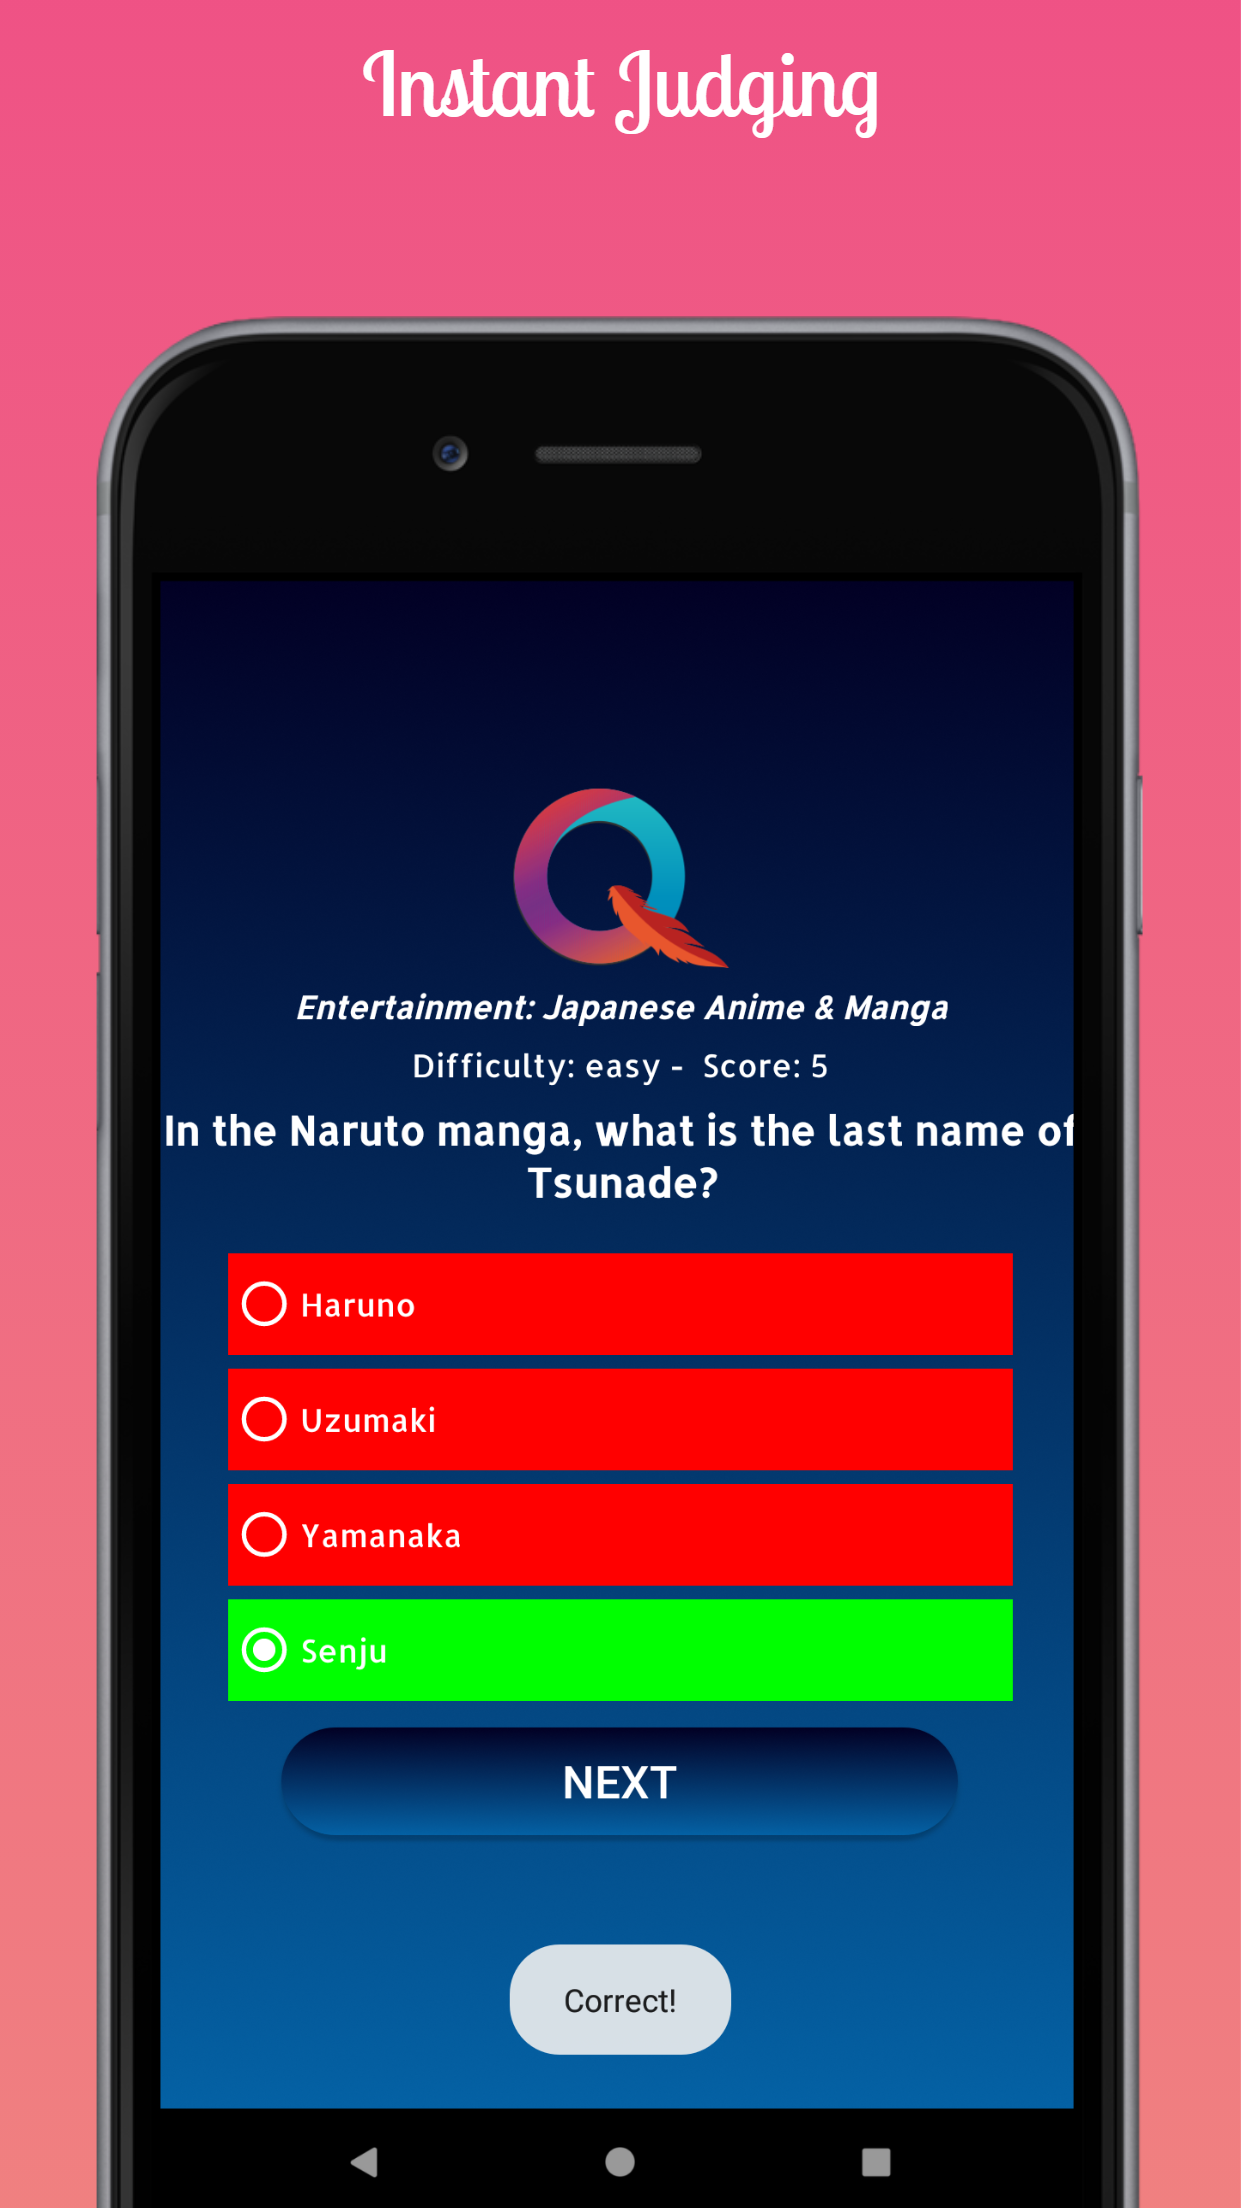 Instant Judging
Entertainment: Japanese Anime & Manga
Difficulty: easy - Score: 5
In the Naruto manga, what is the last name of
Tsunade?
Haruno
Uzumaki
Yamanaka
Senju
NEXT
Correct!